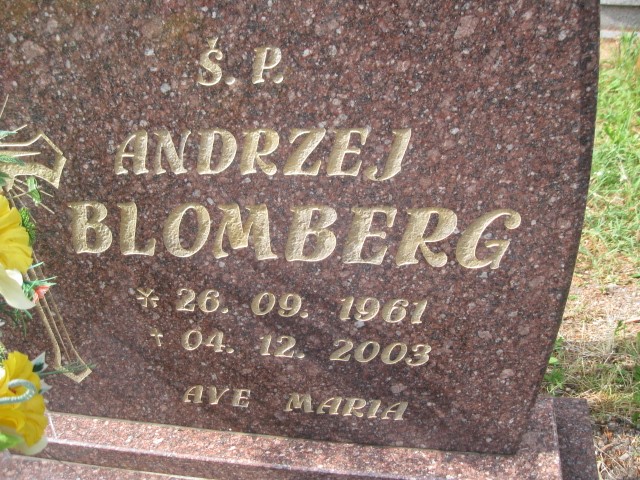 Š. P.
ANDRZEJ
BLOMBERG
* 26. 09. 1961
† 04. 12. 2003
AVE MARIA